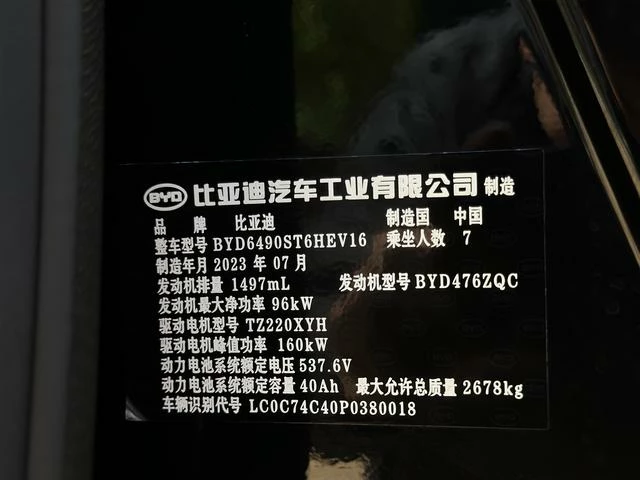 BYD 比亚迪汽车工业有限公司 制造
品 牌 比亚迪 制造国 中国
整车型号 BYD6490ST6HEV16 乘坐人数 7
制造年月 2023 年 07 月
发动机排量 1497mL 发动机型号 BYD476ZQC
发动机最大净功率 96kW
驱动电机型号 TZ220XYH
驱动电机峰值功率 160kW
动力电池系统额定电压 537.6V
动力电池系统额定容量 40Ah 最大允许总质量 2678kg
车辆识别代号 LC0C74C40P0380018